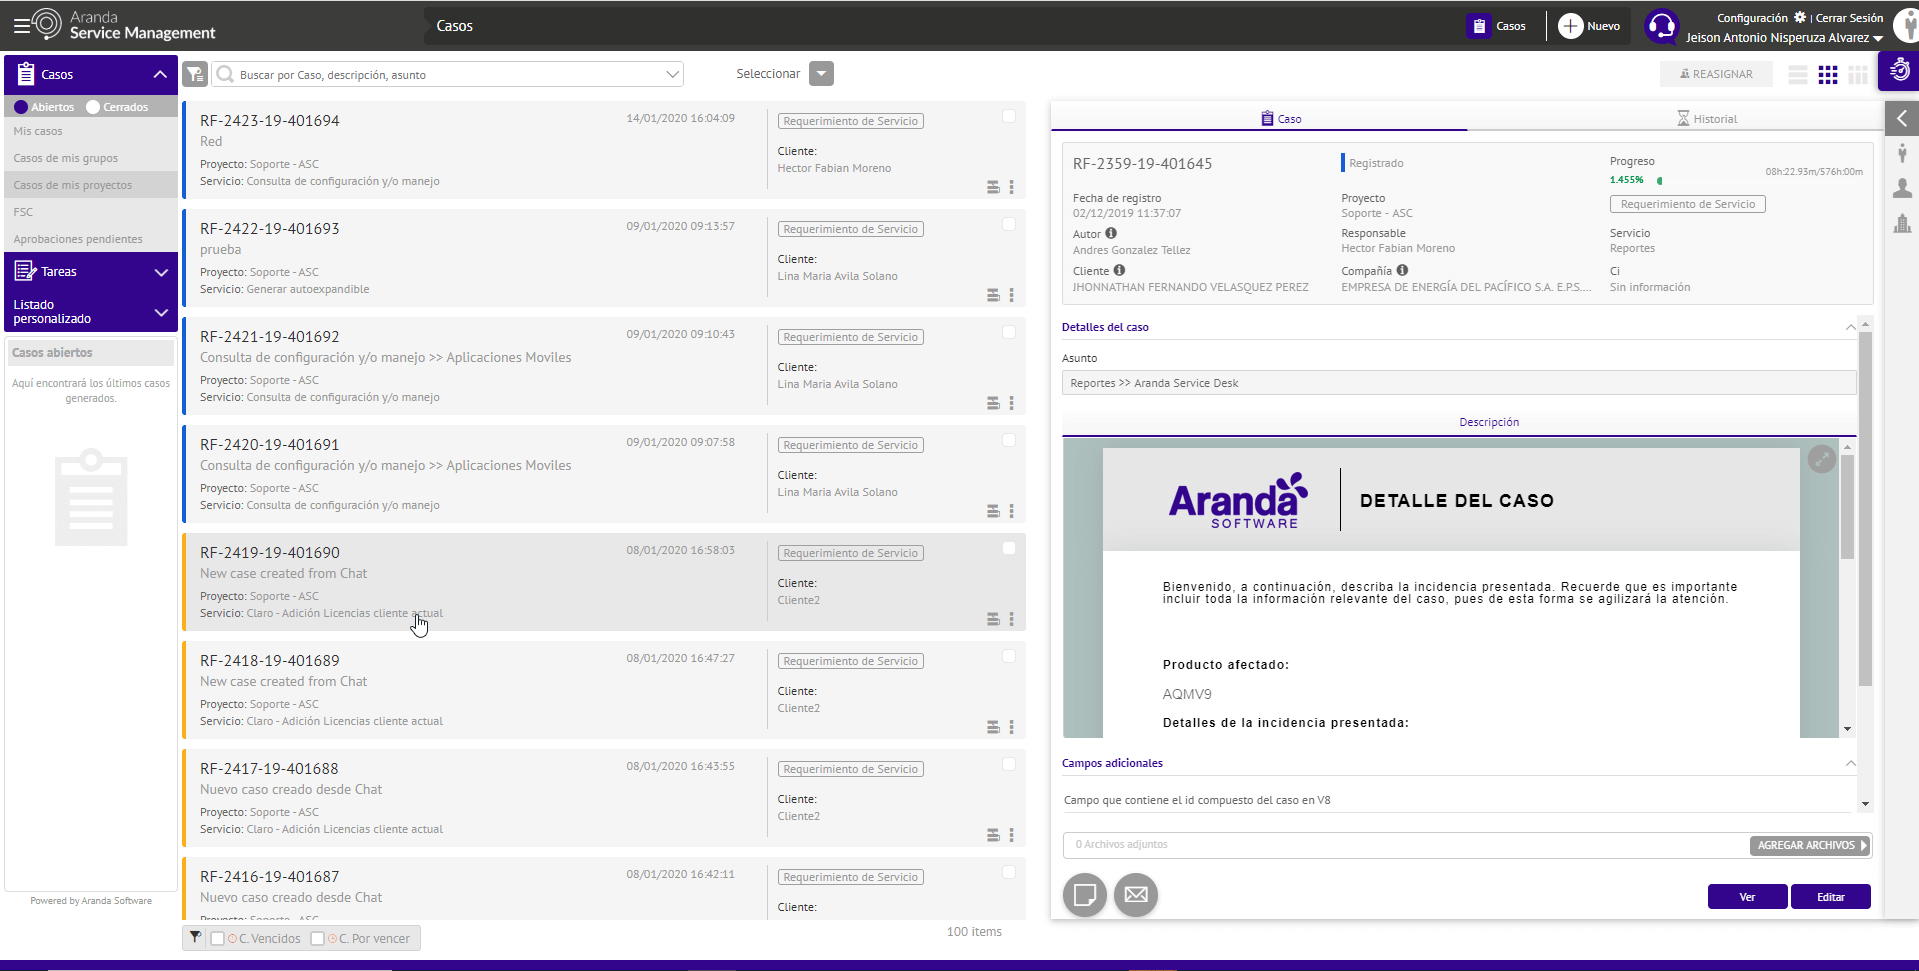 Aranda
Service Management
Casos
Casos
Nuevo
Configuración | Cerrar Sesión
Jeison Antonio Nisperuza Alvarez
Casos
Abiertos Cerrados
Mis casos
Casos de mis grupos
Casos de mis proyectos
FSC
Aprobaciones pendientes
Tareas
Listado
personalizado
Casos abiertos
Aquí encontrará los últimos casos
generados.
Powered by Aranda Software
Buscar por Caso, descripción, asunto
Seleccionar
REASIGNAR
RF-2423-19-401694
14/01/2020 16:04:09
Red
Proyecto: Soporte - ASC
Servicio: Consulta de configuración y/o manejo
Requerimiento de Servicio
Cliente:
Hector Fabian Moreno
RF-2422-19-401693
09/01/2020 09:13:57
prueba
Proyecto: Soporte - ASC
Servicio: Generar autoexpandible
Requerimiento de Servicio
Cliente:
Lina Maria Avila Solano
RF-2421-19-401692
09/01/2020 09:10:43
Consulta de configuración y/o manejo >> Aplicaciones Moviles
Proyecto: Soporte - ASC
Servicio: Consulta de configuración y/o manejo
Requerimiento de Servicio
Cliente:
Lina Maria Avila Solano
RF-2420-19-401691
09/01/2020 09:07:58
Consulta de configuración y/o manejo >> Aplicaciones Moviles
Proyecto: Soporte - ASC
Servicio: Consulta de configuración y/o manejo
Requerimiento de Servicio
Cliente:
Lina Maria Avila Solano
RF-2419-19-401690
08/01/2020 16:58:03
New case created from Chat
Proyecto: Soporte - ASC
Servicio: Claro - Adición Licencias cliente actual
Requerimiento de Servicio
Cliente:
Cliente2
RF-2418-19-401689
08/01/2020 16:47:27
New case created from Chat
Proyecto: Soporte - ASC
Servicio: Claro - Adición Licencias cliente actual
Requerimiento de Servicio
Cliente:
Cliente2
RF-2417-19-401688
08/01/2020 16:43:55
Nuevo caso creado desde Chat
Proyecto: Soporte - ASC
Servicio: Claro - Adición Licencias cliente actual
Requerimiento de Servicio
Cliente:
Cliente2
RF-2416-19-401687
08/01/2020 16:42:11
Nuevo caso creado desde Chat
Proyecto: Soporte - ASC
Requerimiento de Servicio
Cliente:
C. Vencidos C. Por vencer
100 items
Caso
Historial
RF-2359-19-401645
Registrado
Progreso
1.455%
08h:22.93m/576h:00m
Fecha de registro
02/12/2019 11:37:07
Proyecto
Soporte - ASC
Requerimiento de Servicio
Autor
Andres Gonzalez Tellez
Responsable
Hector Fabian Moreno
Servicio
Reportes
Cliente
JHONNATHAN FERNANDO VELASQUEZ PEREZ
Compañía
EMPRESA DE ENERGÍA DEL PACÍFICO S.A. E.P.S....
Ci
Sin información
Detalles del caso
Asunto
Reportes >> Aranda Service Desk
Descripción
Aranda
SOFTWARE
DETALLE DEL CASO
Bienvenido, a continuación, describa la incidencia presentada. Recuerde que es importante
incluir toda la información relevante del caso, pues de esta forma se agilizará la atención.
Producto afectado:
AQMV9
Detalles de la incidencia presentada:
Campos adicionales
Campo que contiene el id compuesto del caso en V8
0 Archivos adjuntos
AGREGAR ARCHIVOS
Ver
Editar